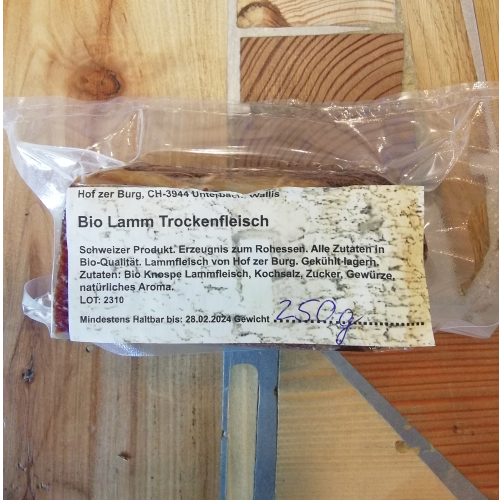 Hof zer Burg, CH-3944 Unterbäch, Wallis
Bio Lamm Trockenfleisch
Schweizer Produkt. Erzeugnis zum Rohessen. Alle Zutaten in
Bio-Qualität. Lammfleisch von Hof zer Burg. Gekühlt lagern.
Zutaten: Bio Knospe Lammfleisch, Kochsalz, Zucker, Gewürze,
natürliches Aroma.
LOT: 2310
Mindestens Haltbar bis: 28.02.2024 Gewicht 250g